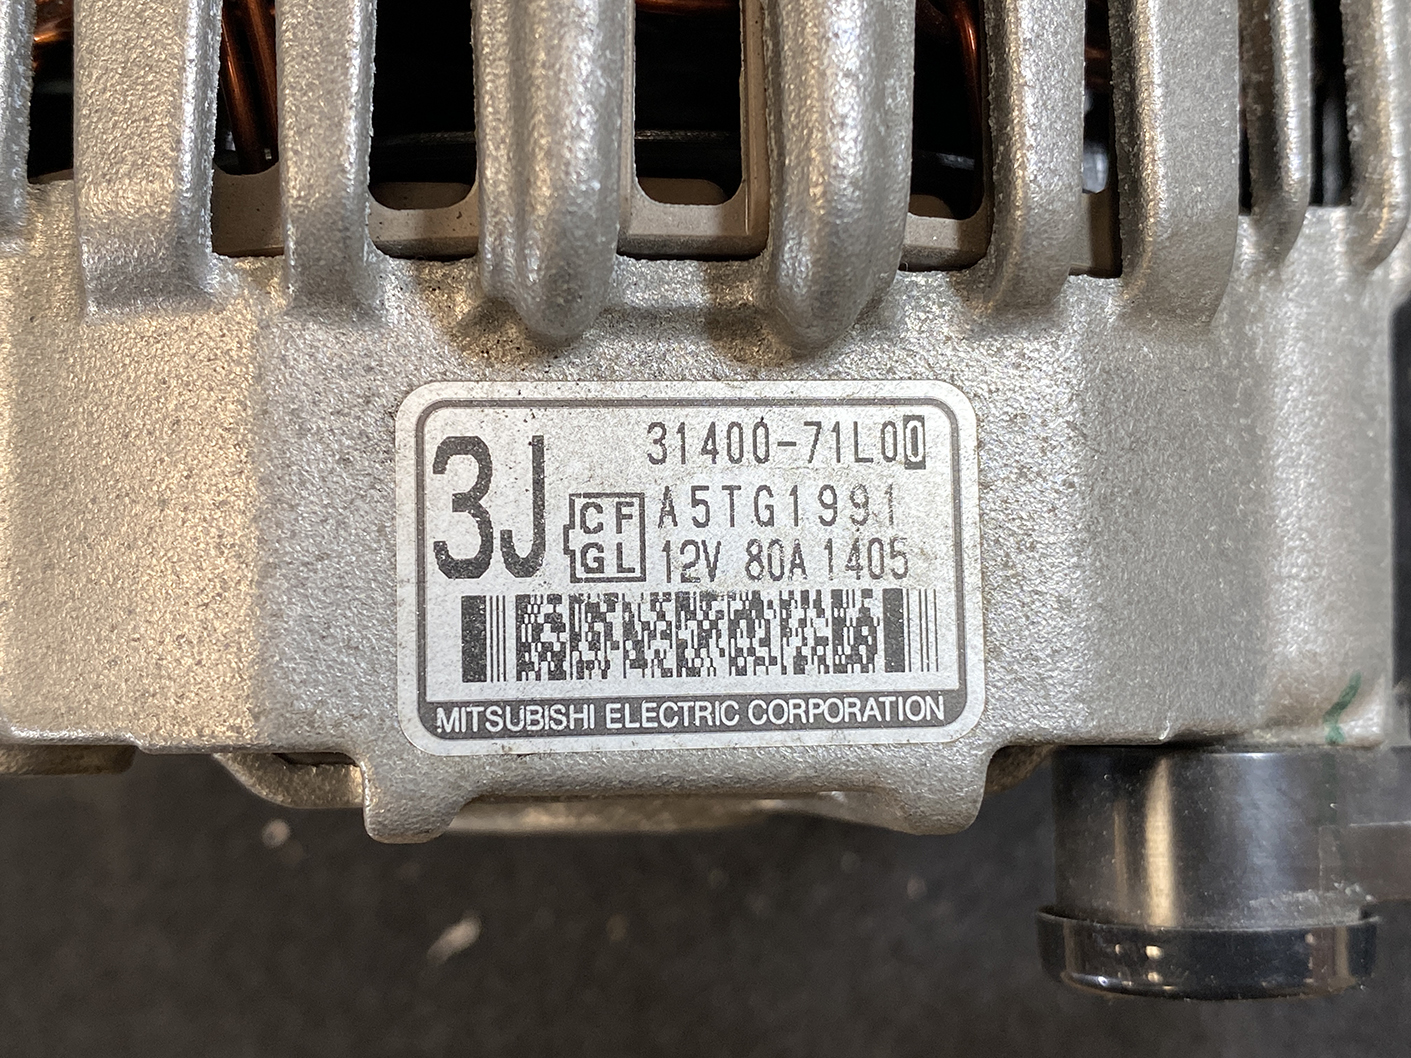 3J
31400-71L00
CF
GL
A5TG1991
12V 80A 1405
MITSUBISHI ELECTRIC CORPORATION